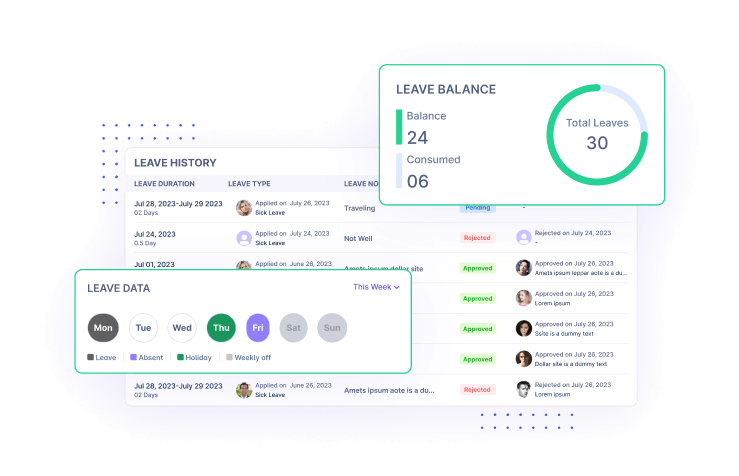 LEAVE BALANCE
Balance
24
Consumed
06
Total Leaves
30
LEAVE HISTORY
LEAVE DURATION LEAVE TYPE LEAVE NO
Jul 28, 2023-July 29 2023 Applied on July 26, 2023 Traveling Pending -
02 Days Sick Leave
Jul 24, 2023 Applied on July 24, 2023 Not Well Rejected Rejected on July 24, 2023
0.5 Day Sick Leave -
Jul 01, 2023 Applied on June 26, 2023 Amets ipsum dollar site Approved Approved on July 26, 2023
Amets ipsum leppar aote is a du...
Approved Approved on July 26, 2023
Lorem ipsum
Approved Approved on July 26, 2023
Ssite is a dummy text
Approved Approved on July 26, 2023
Dollar site is a dummy text
Jul 28, 2023-July 29 2023 Applied on June 26, 2023 Amets ipsum aote is a du... Rejected Rejected on July 26, 2023
02 Days Sick Leave Lorem ipsum
LEAVE DATA This Week
Mon Tue Wed Thu Fri Sat Sun
Leave Absent Holiday Weekly off